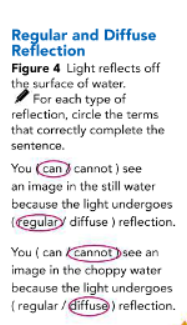 Regular and Diffuse
Reflection
Figure 4 Light reflects off
the surface of water.
For each type of
reflection, circle the terms
that correctly complete the
sentence.
You ( can / cannot ) see
an image in the still water
because the light undergoes
( regular / diffuse ) reflection.
You ( can / cannot ) see an
image in the choppy water
because the light undergoes
( regular / diffuse ) reflection.